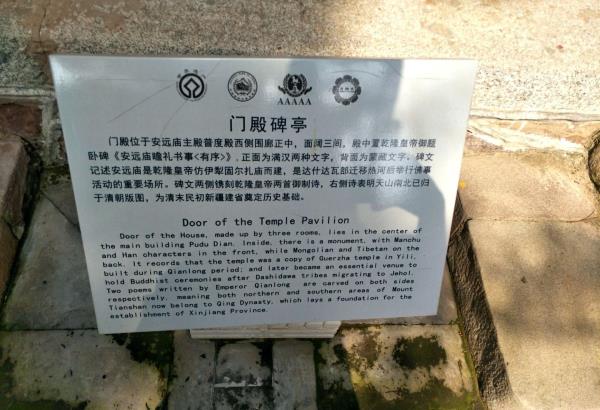 AAAAA
门殿碑亭
门殿位于安远庙主殿普度殿西侧围廊正中,面阔三间,殿中置乾隆皇帝御题
卧碑《安远庙瞻礼书事<有序>》,正面为满汉两种文字,背面为蒙藏文字。碑文
记述安远庙是乾隆皇帝仿伊犁固尔扎庙而建,是达什达瓦部迁移热河后举行佛事
活动的重要场所。碑文两侧镌刻乾隆皇帝两首御制诗,右侧诗表明天山南北已归
于清朝版图,为清末民初新疆建省奠定历史基础。
Door of the Temple Pavilion
Door of the House, made up by three rooms, lies in the center of
the main building Pudu Dian. Inside, there is a monument, with Manchu
and Han characters in the front, while Mongolian and Tibetan on the
back. It records that the temple was a copy of Guerzha temple in Yili,
built during Qianlong period; and later became an essential venue to
hold Buddhist ceremonies after Dashidawa tribes migrating to Jehol.
Two poems written by Emperor Qianlong are carved on both sides
respectively, meaning both northern and southern areas of Mount
Tianshan now belong to Qing Dynasty, which lays a foundation for the
establishment of Xinjiang Province.